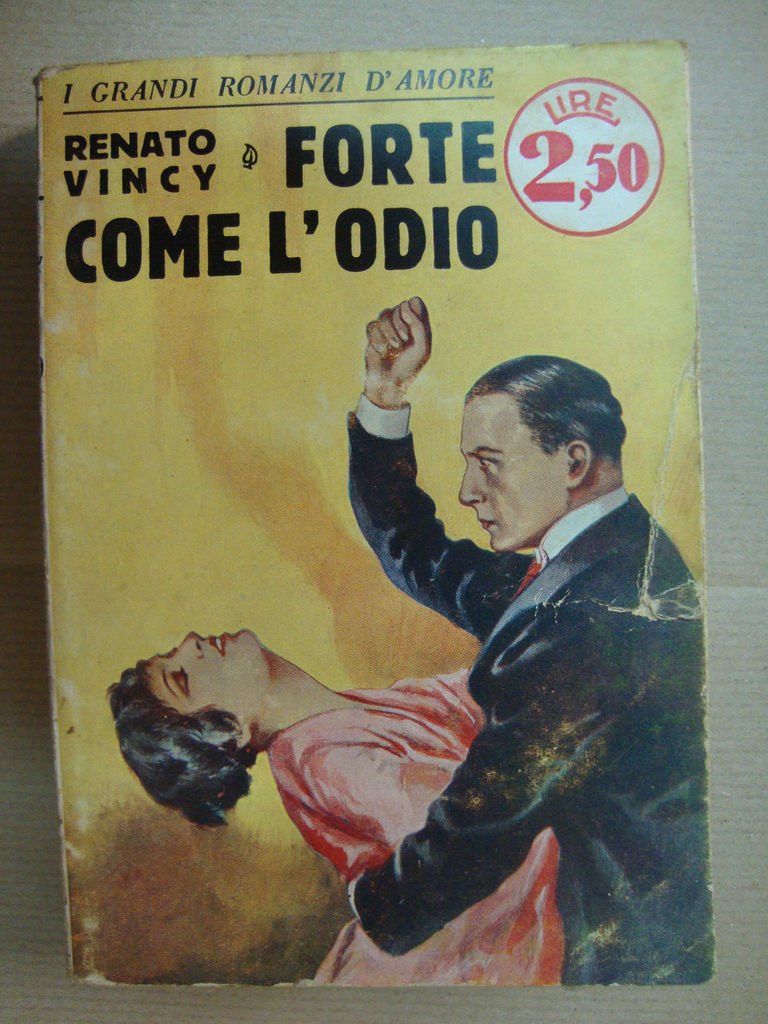 I GRANDI ROMANZI D'AMORE
RENATO
VINCY
FORTE
COME L'ODIO
LIRE
2,50